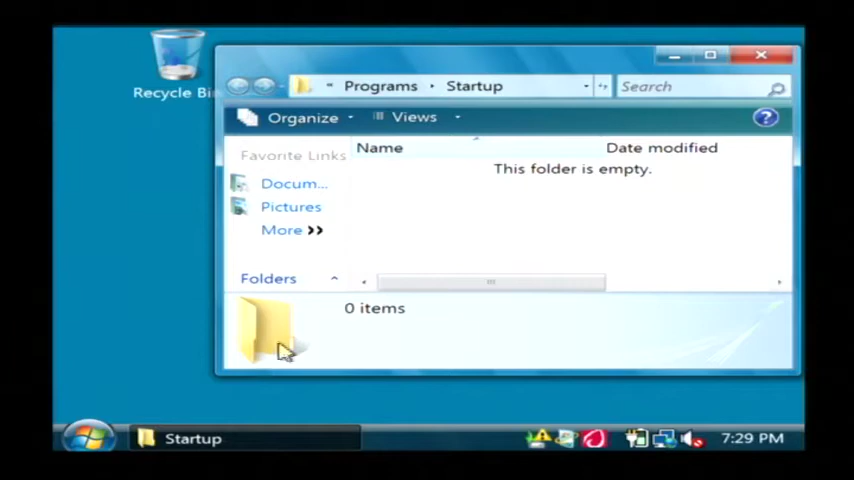 Recycle Bi
Programs Startup
Search
Organize
Views
Name
Date modified
Favorite Links
This folder is empty.
Docum...
Pictures
More
Folders
0 items
Startup
7:29 PM